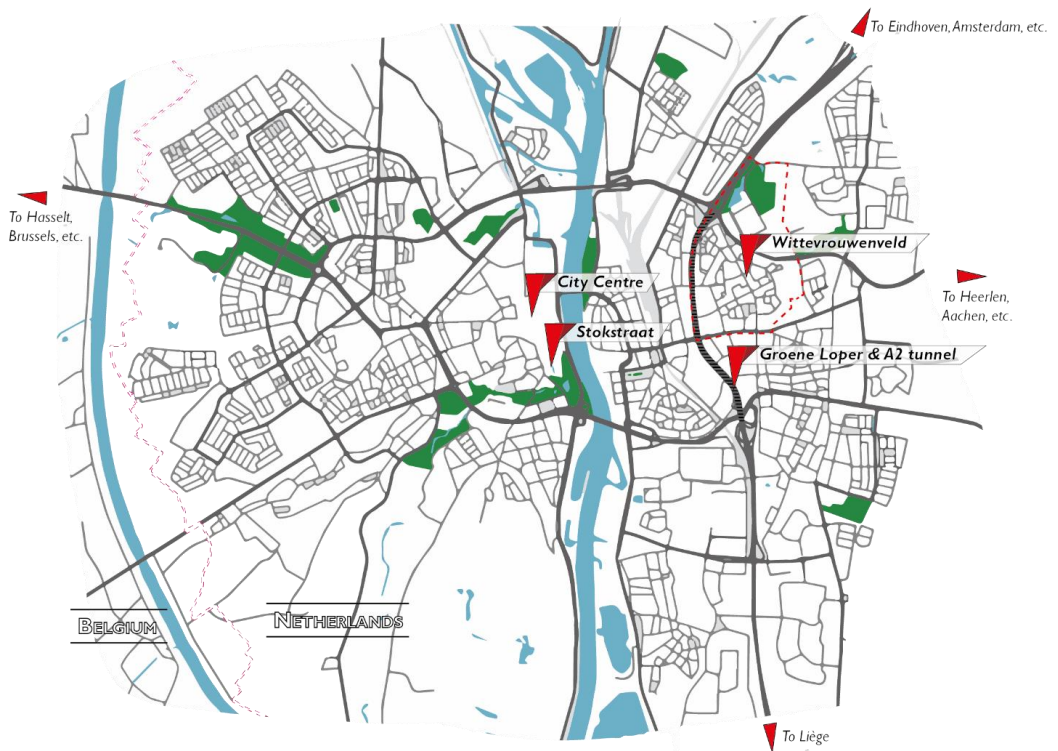 To Eindhoven, Amsterdam, etc.
To Hasselt,
Brussels, etc.
Wittevrouwenveld
City Centre
To Heerlen,
Aachen, etc.
Stokstraat
Groene Loper & A2 tunnel
BELGIUM
NETHERLANDS
To Liège